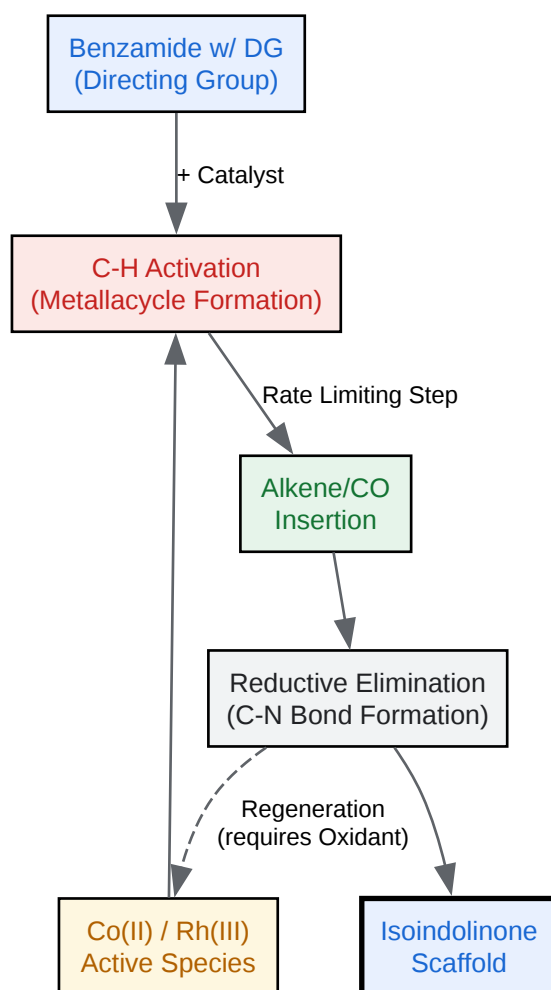 Benzamide w/ DG
(Directing Group)
+ Catalyst
C-H Activation
(Metallacycle Formation)
Rate Limiting Step
Alkene/CO
Insertion
Reductive Elimination
(C-N Bond Formation)
Regeneration
(requires Oxidant)
Co(II) / Rh(III)
Active Species
Isoindolinone
Scaffold